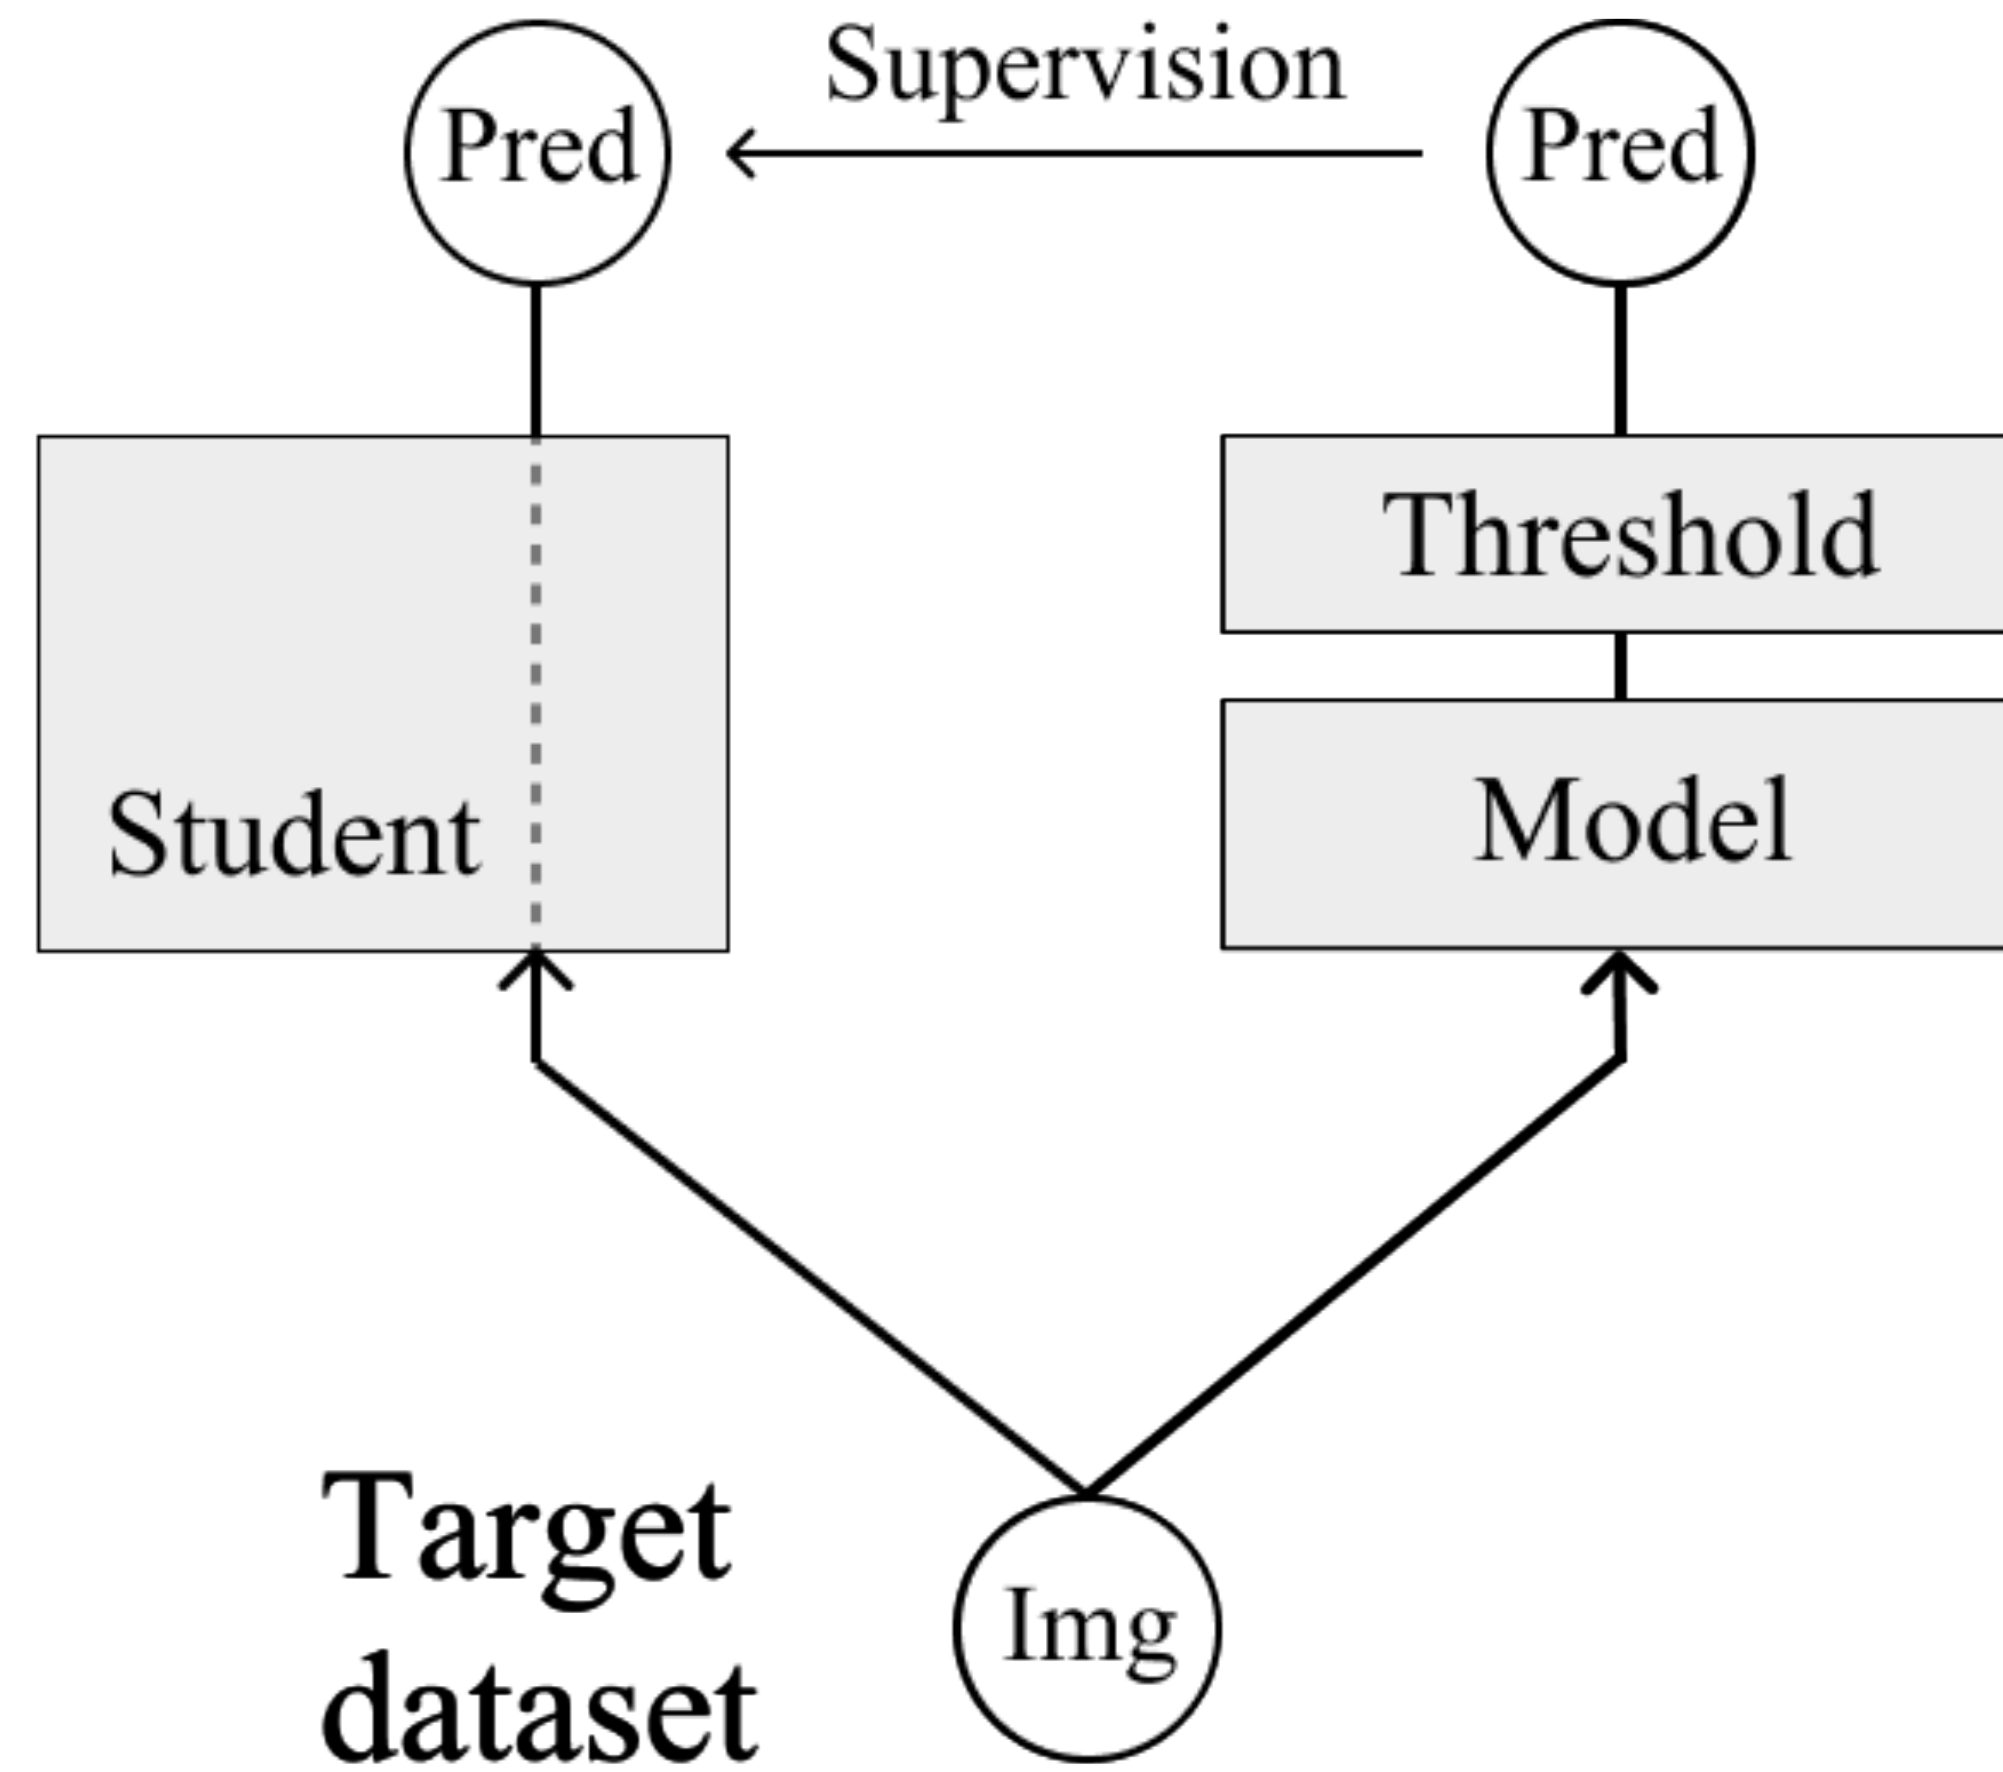 Supervision
Pred
Pred
Threshold
Student
Model
Target
dataset
Img